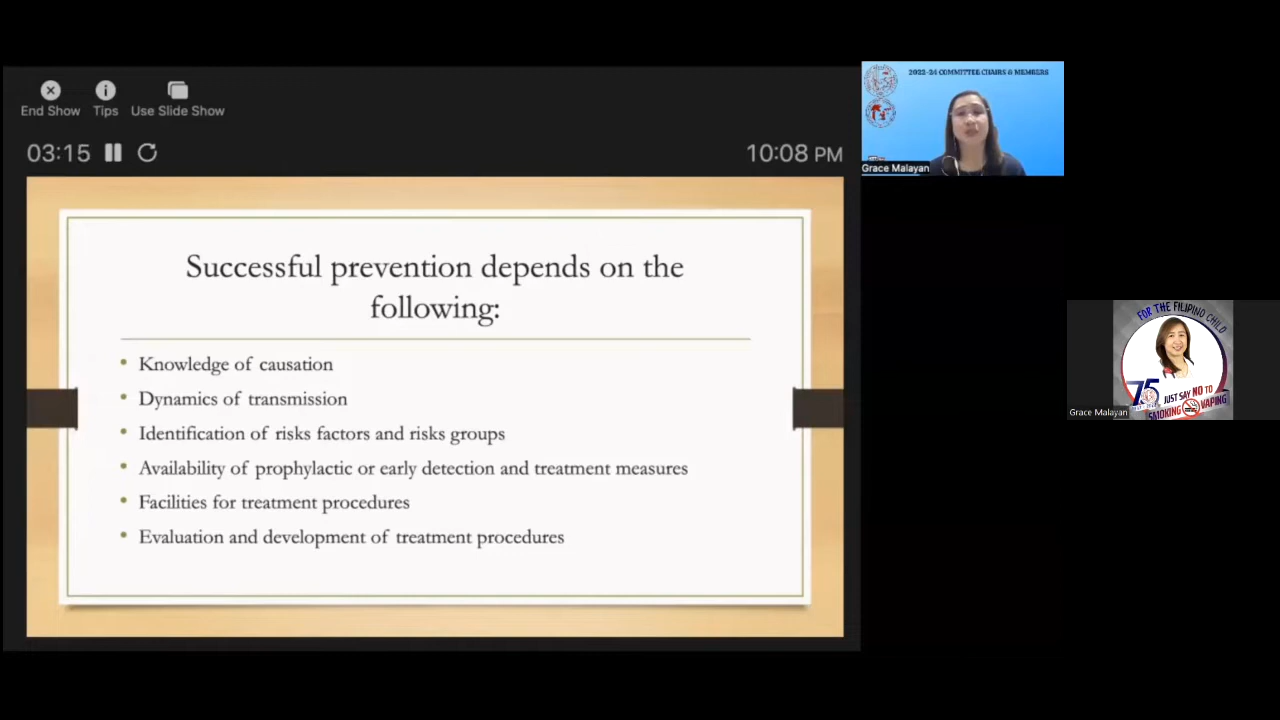 End Show
Tips
Use Slide Show
03:15
10:08 PM
Successful prevention depends on the
following:
• Knowledge of causation
• Dynamics of transmission
• Identification of risks factors and risks groups
• Availability of prophylactic or early detection and treatment measures
• Facilities for treatment procedures
• Evaluation and development of treatment procedures
2022-24 COMMITTEE CHAIRS & MEMBERS
Grace Malayan
FOR THE FILIPINO CHILD
75
JUST SAY NO TO
SMOKING VAPING
Grace Malayan